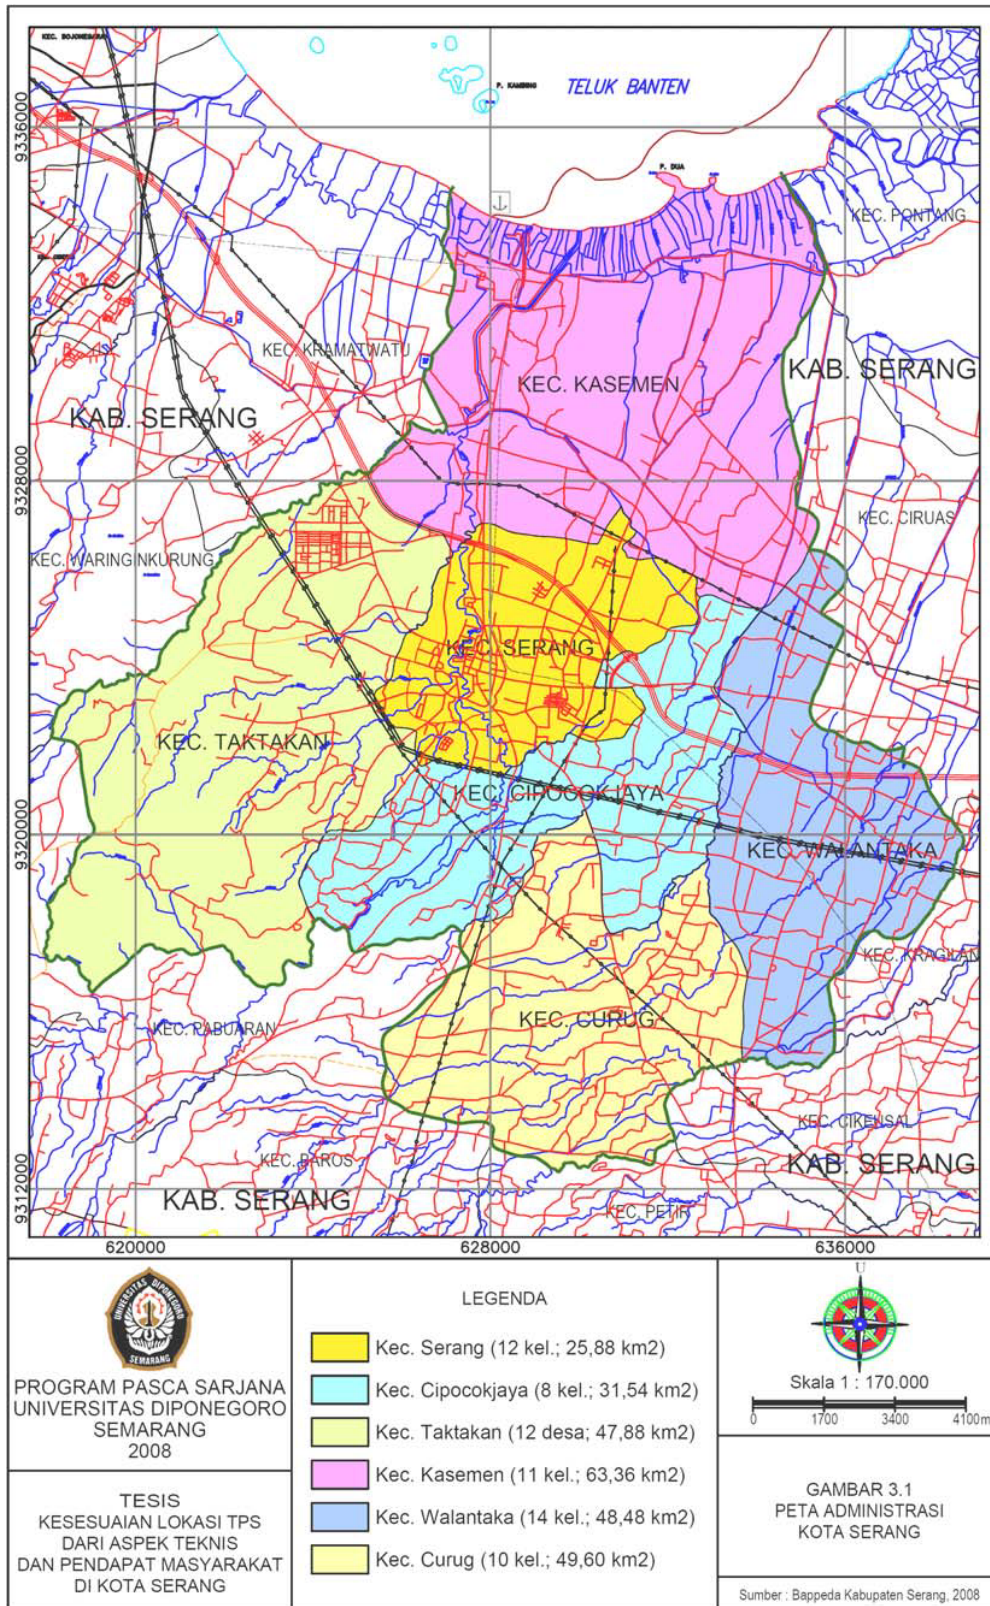 KEC. BOJONEGARA
P. KAMBING
TELUK BANTEN
9336000
P. DUA
KEC. PONTANG
KEC. KRAMATWATU
KEC. KASEMEN
KAB. SERANG
KAB. SERANG
9328000
KEC. CIRUAS
KEC. WARINGINKURUNG
KEC. SERANG
KEC. TAKTAKAN
KEC. CIPOCOKJAYA
9320000
KEC. WALANTAKA
KEC. KRAGILAN
KEC. CURUG
KEC. PABUARAN
KEC. CIKEUSAL
KEC. BAROS
KAB. SERANG
9312000
KAB. SERANG
KEC. PETIR
620000 628000 636000
UNIVERSITAS DIPONEGORO
SEMARANG
PROGRAM PASCA SARJANA
UNIVERSITAS DIPONEGORO
SEMARANG
2008
TESIS
KESESUAIAN LOKASI TPS
DARI ASPEK TEKNIS
DAN PENDAPAT MASYARAKAT
DI KOTA SERANG
LEGENDA
Kec. Serang (12 kel.; 25,88 km2)
Kec. Cipocokjaya (8 kel.; 31,54 km2)
Kec. Taktakan (12 desa; 47,88 km2)
Kec. Kasemen (11 kel.; 63,36 km2)
Kec. Walantaka (14 kel.; 48,48 km2)
Kec. Curug (10 kel.; 49,60 km2)
U
Skala 1 : 170.000
0 1700 3400 4100m
GAMBAR 3.1
PETA ADMINISTRASI
KOTA SERANG
Sumber : Bappeda Kabupaten Serang, 2008